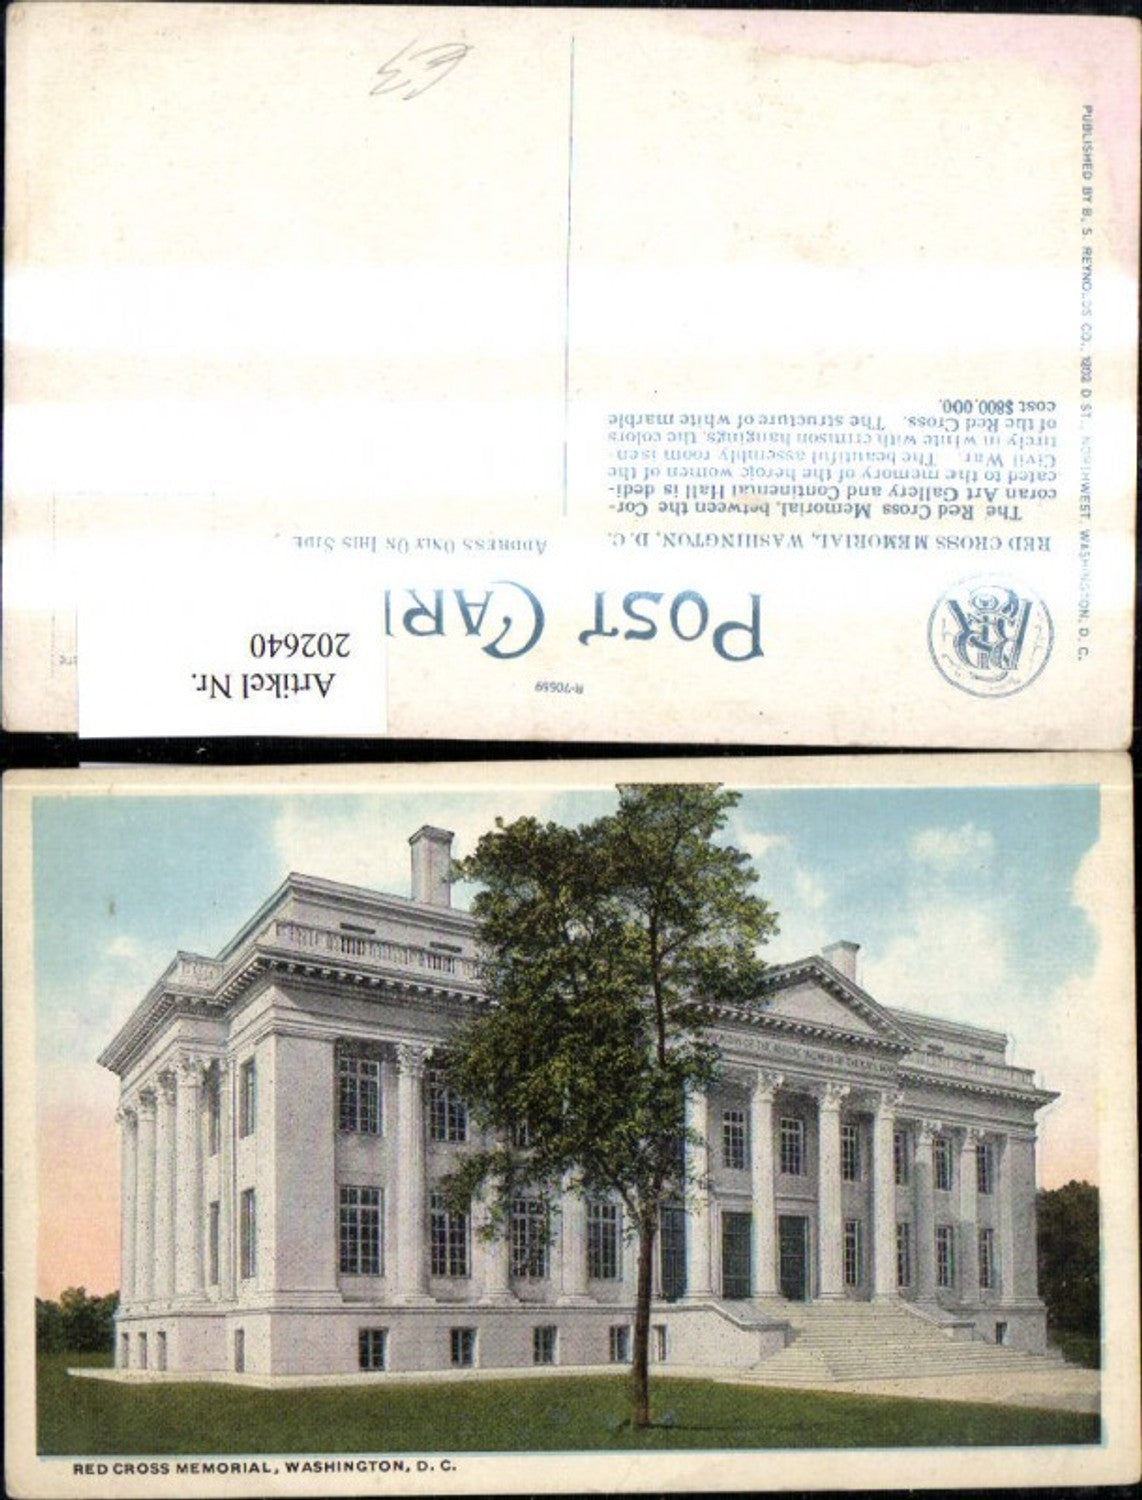 R-70559
POST CAR
Artikel Nr.
202640
ADDRESS ONLY ON THIS SIDE
RED CROSS MEMORIAL, WASHINGTON, D. C.
The Red Cross Memorial, between the Cor-
coran Art Gallery and Continental Hall is dedi-
cated to the memory of the heroic women of the
Civil War. The beautiful assembly room is en-
tirely in white with crimson hangings, the colors
of the Red Cross. The structure of white marble
cost $800,000.
PUBLISHED BY B. S. REYNOLDS CO., 1802 D ST., NORTHWEST, WASHINGTON, D. C.
RED CROSS MEMORIAL, WASHINGTON, D. C.